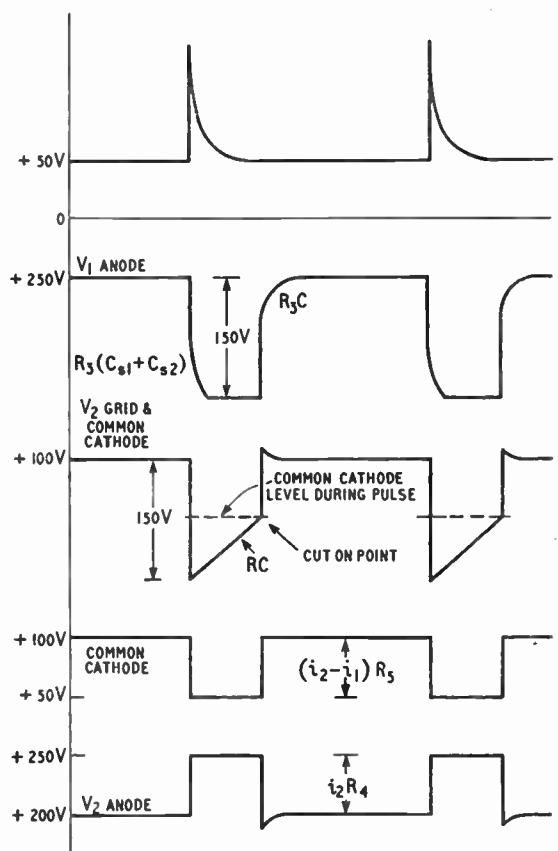 + 50V
0
V1 ANODE
+ 250V
R3C
150V
R3(Cs1+Cs2)
V2 GRID &
COMMON
CATHODE
+ 100V
COMMON CATHODE
LEVEL DURING PULSE
150V
CUT ON POINT
RC
+ 100V
COMMON
CATHODE
(i2-i1) R5
+ 50V
+ 250V
i2R4
V2 ANODE
+ 200V